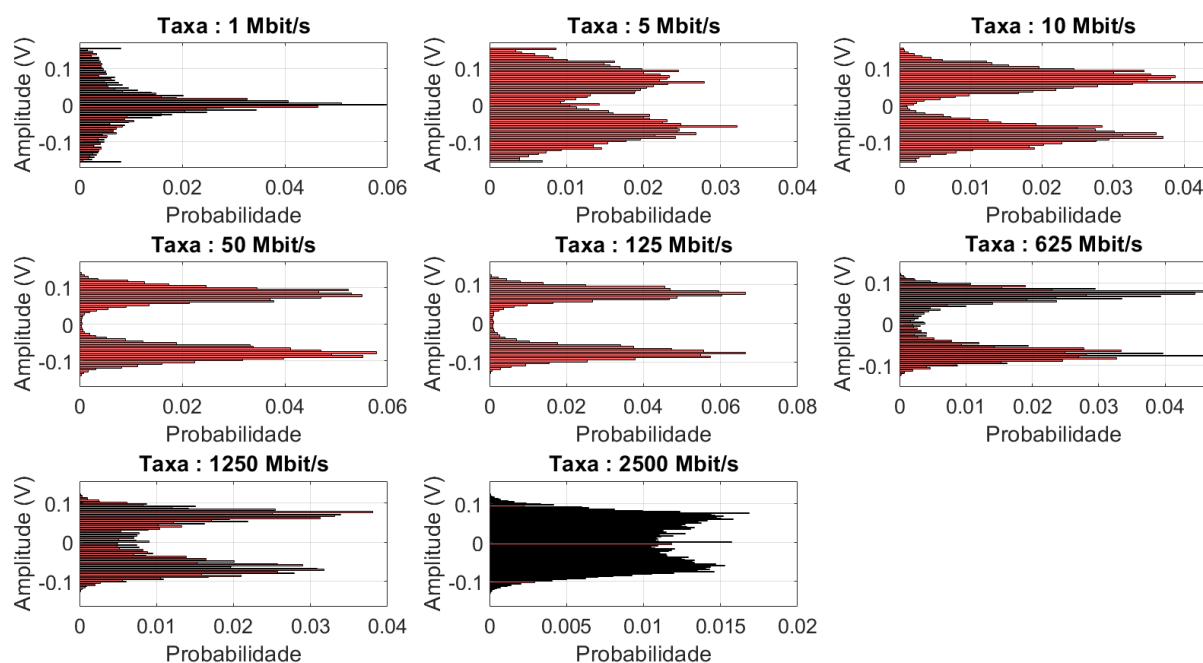 Taxa : 1 Mbit/s
Amplitude (V)
0.1
0
-0.1
0 0.02 0.04 0.06
Probabilidade
Taxa : 5 Mbit/s
Amplitude (V)
0.1
0
-0.1
0 0.01 0.02 0.03 0.04
Probabilidade
Taxa : 10 Mbit/s
Amplitude (V)
0.1
0
-0.1
0 0.02 0.04
Probabilidade
Taxa : 50 Mbit/s
Amplitude (V)
0.1
0
-0.1
0 0.02 0.04 0.06
Probabilidade
Taxa : 125 Mbit/s
Amplitude (V)
0.1
0
-0.1
0 0.02 0.04 0.06 0.08
Probabilidade
Taxa : 625 Mbit/s
Amplitude (V)
0.1
0
-0.1
0 0.01 0.02 0.03 0.04
Probabilidade
Taxa : 1250 Mbit/s
Amplitude (V)
0.1
0
-0.1
0 0.01 0.02 0.03 0.04
Probabilidade
Taxa : 2500 Mbit/s
Amplitude (V)
0.1
0
-0.1
0 0.005 0.01 0.015 0.02
Probabilidade